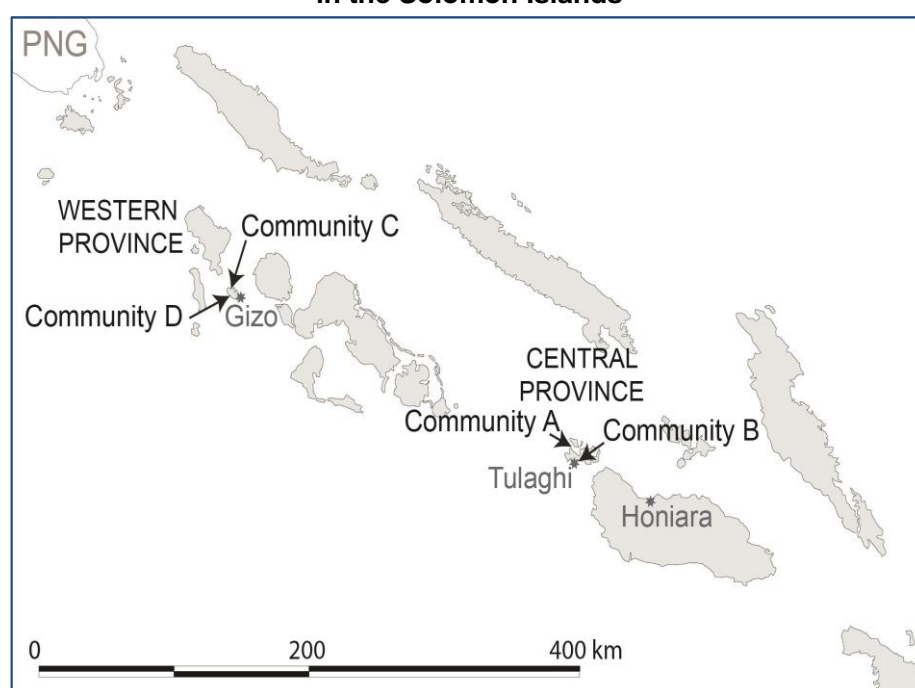 in the Solomon Islands
PNG
WESTERN
PROVINCE
Community C
Community D
Gizo
CENTRAL
PROVINCE
Community A
Community B
Tulaghi
Honiara
0 200 400 km